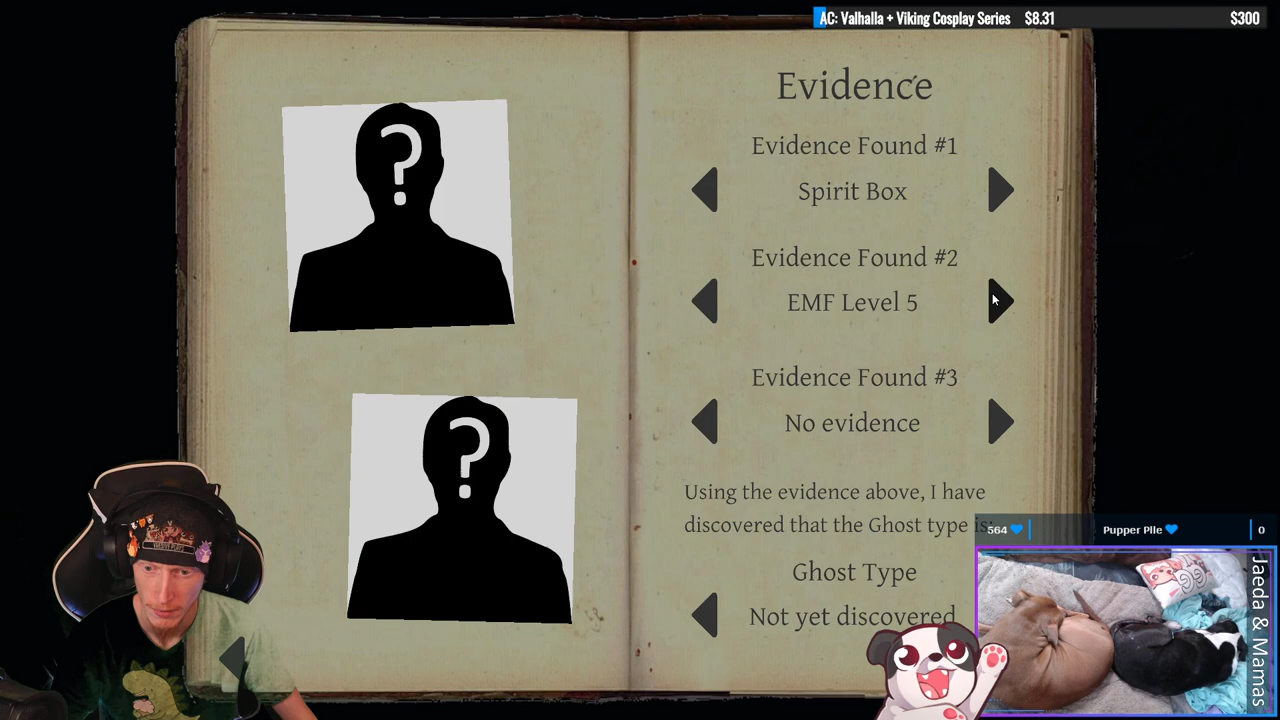 AC: Valhalla + Viking Cosplay Series $8.31 $300
Evidence
Evidence Found #1
Spirit Box
Evidence Found #2
EMF Level 5
Evidence Found #3
No evidence
Using the evidence above, I have
discovered that the Ghost type is:
Ghost Type
Not yet discovered
564 Pupper Pile 0
Jaeda & Mamas
?
?